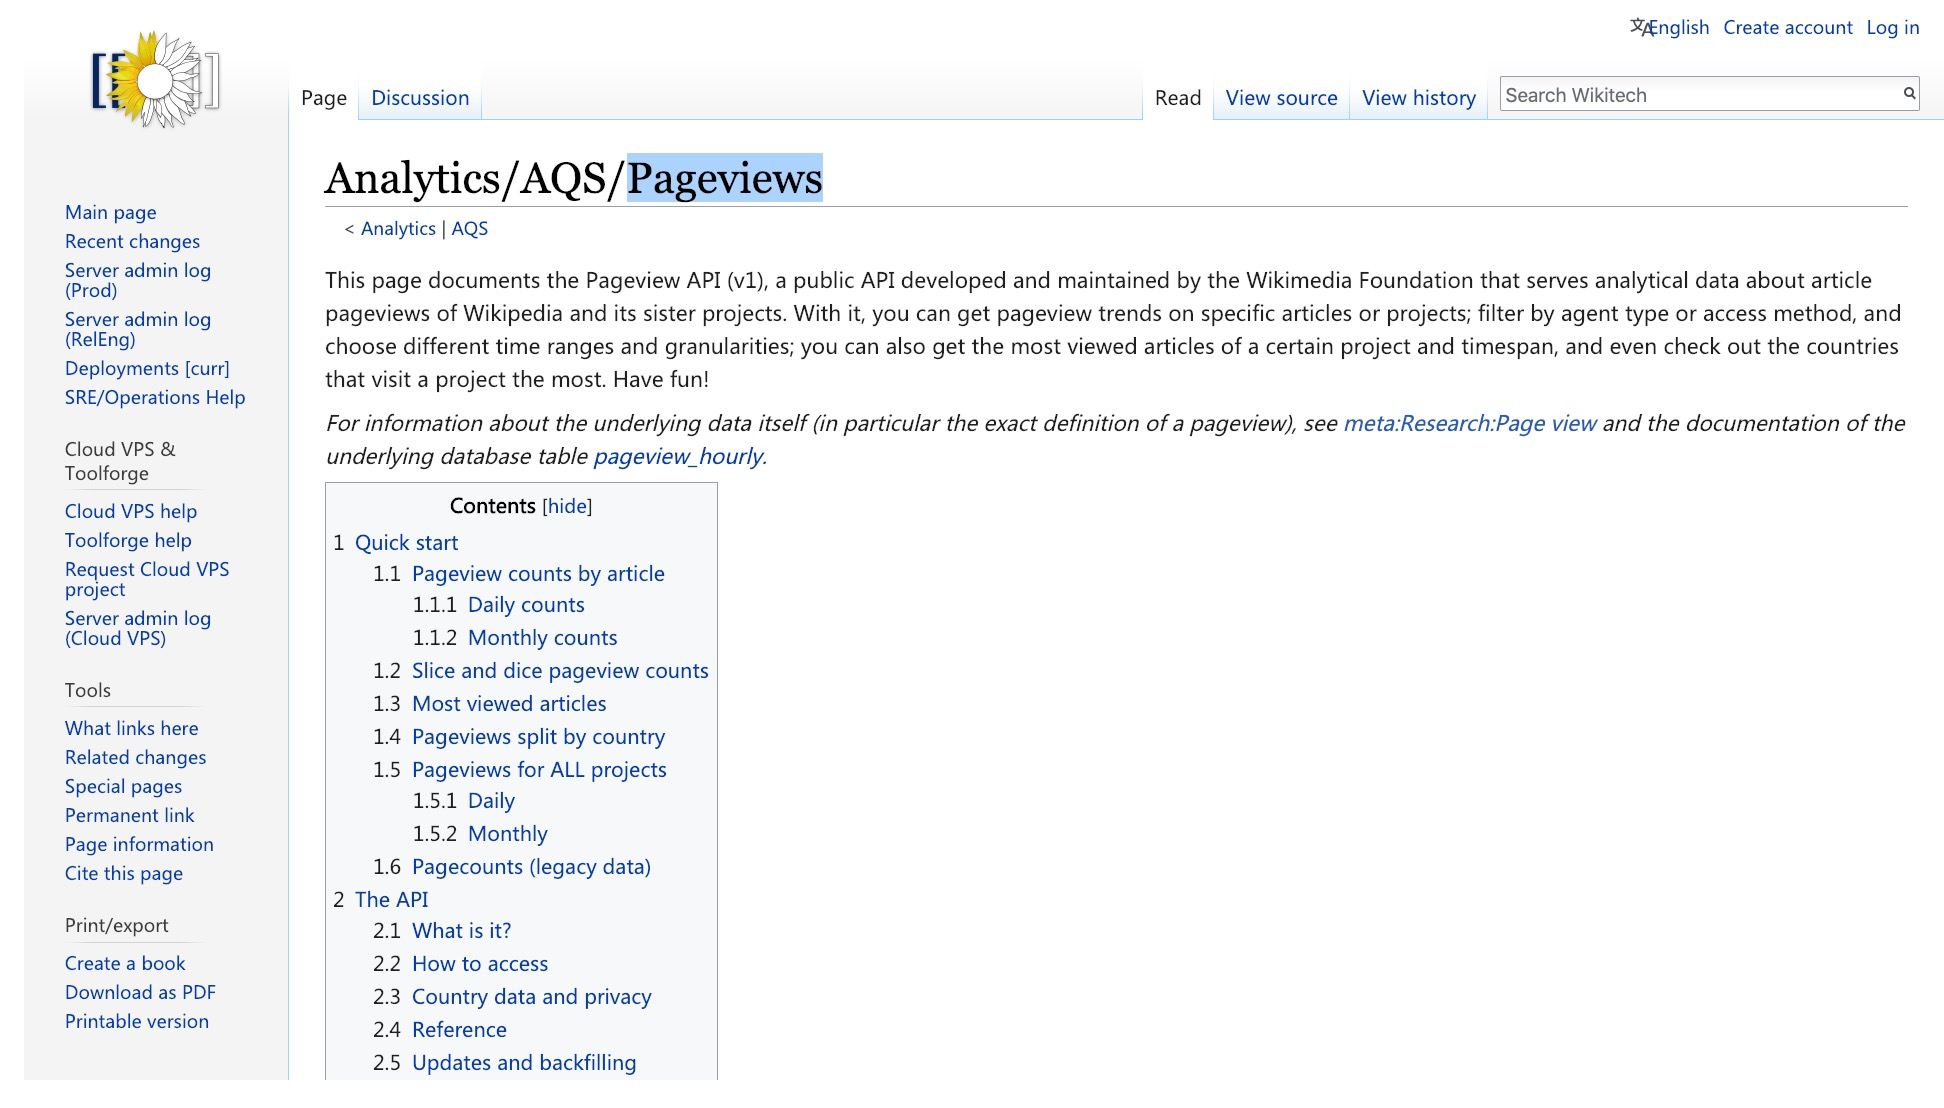 English Create account Log in
Page Discussion Read View source View history Search Wikitech
Analytics/AQS/Pageviews
< Analytics | AQS
This page documents the Pageview API (v1), a public API developed and maintained by the Wikimedia Foundation that serves analytical data about article
pageviews of Wikipedia and its sister projects. With it, you can get pageview trends on specific articles or projects; filter by agent type or access method, and
choose different time ranges and granularities; you can also get the most viewed articles of a certain project and timespan, and even check out the countries
that visit a project the most. Have fun!
For information about the underlying data itself (in particular the exact definition of a pageview), see meta:Research:Page view and the documentation of the
underlying database table pageview_hourly.
Contents [hide]
1 Quick start
1.1 Pageview counts by article
1.1.1 Daily counts
1.1.2 Monthly counts
1.2 Slice and dice pageview counts
1.3 Most viewed articles
1.4 Pageviews split by country
1.5 Pageviews for ALL projects
1.5.1 Daily
1.5.2 Monthly
1.6 Pagecounts (legacy data)
2 The API
2.1 What is it?
2.2 How to access
2.3 Country data and privacy
2.4 Reference
2.5 Updates and backfilling
Main page
Recent changes
Server admin log
(Prod)
Server admin log
(RelEng)
Deployments [curr]
SRE/Operations Help
Cloud VPS &
Toolforge
Cloud VPS help
Toolforge help
Request Cloud VPS
project
Server admin log
(Cloud VPS)
Tools
What links here
Related changes
Special pages
Permanent link
Page information
Cite this page
Print/export
Create a book
Download as PDF
Printable version